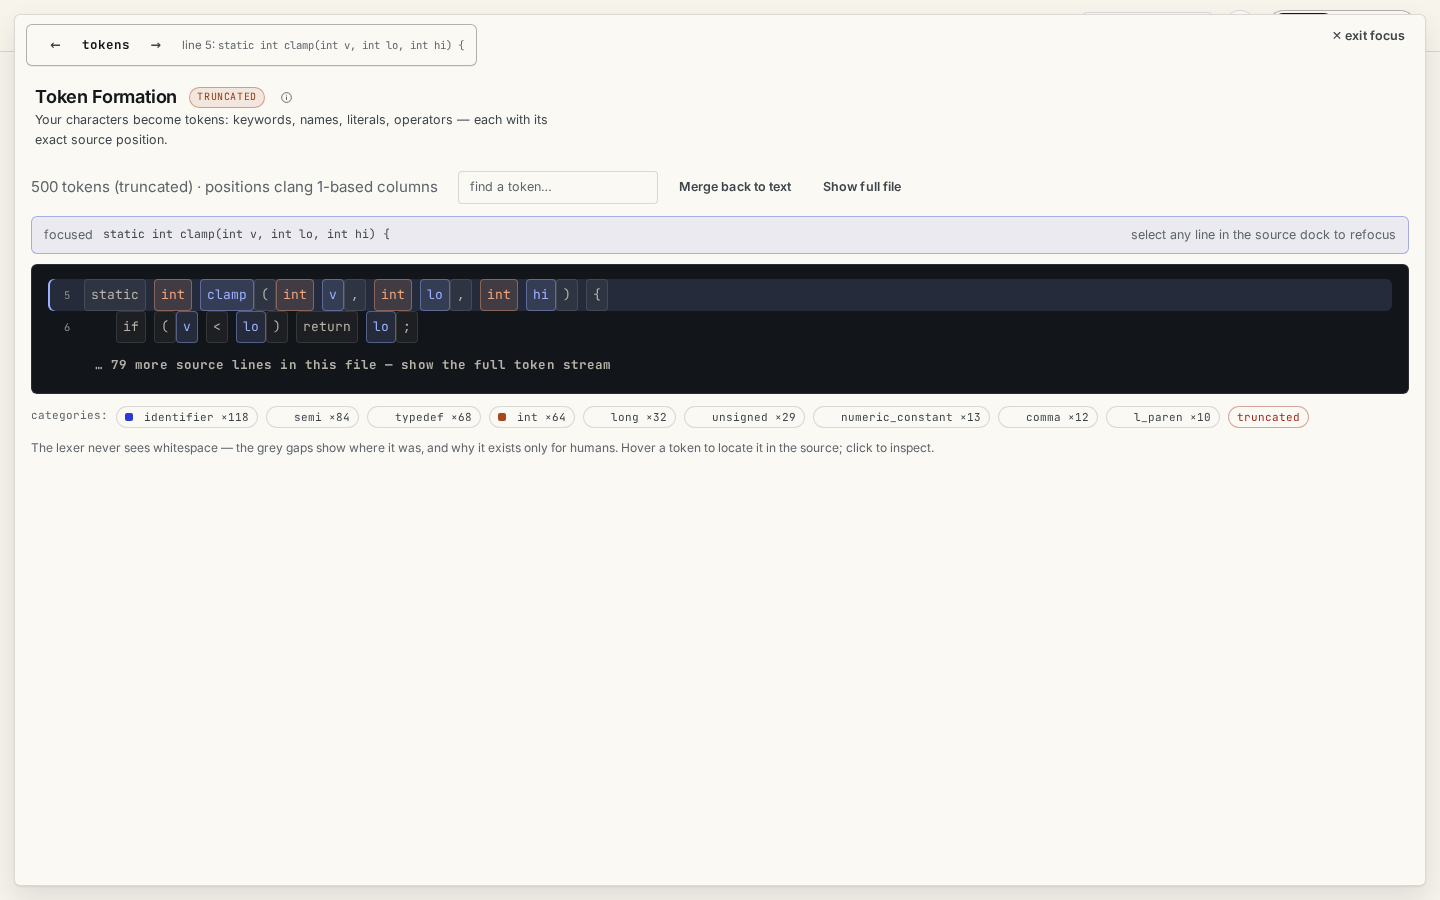 ← tokens → line 5: static int clamp(int v, int lo, int hi) {
✕ exit focus
Token Formation TRUNCATED
Your characters become tokens: keywords, names, literals, operators — each with its
exact source position.
500 tokens (truncated) · positions clang 1-based columns find a token... Merge back to text Show full file
focused static int clamp(int v, int lo, int hi) { select any line in the source dock to refocus
5 static int clamp ( int v , int lo , int hi ) {
6 if ( v < lo ) return lo ;
… 79 more source lines in this file — show the full token stream
categories: identifier ×118 semi ×84 typedef ×68 int ×64 long ×32 unsigned ×29 numeric_constant ×13 comma ×12 l_paren ×10 truncated
The lexer never sees whitespace — the grey gaps show where it was, and why it exists only for humans. Hover a token to locate it in the source; click to inspect.